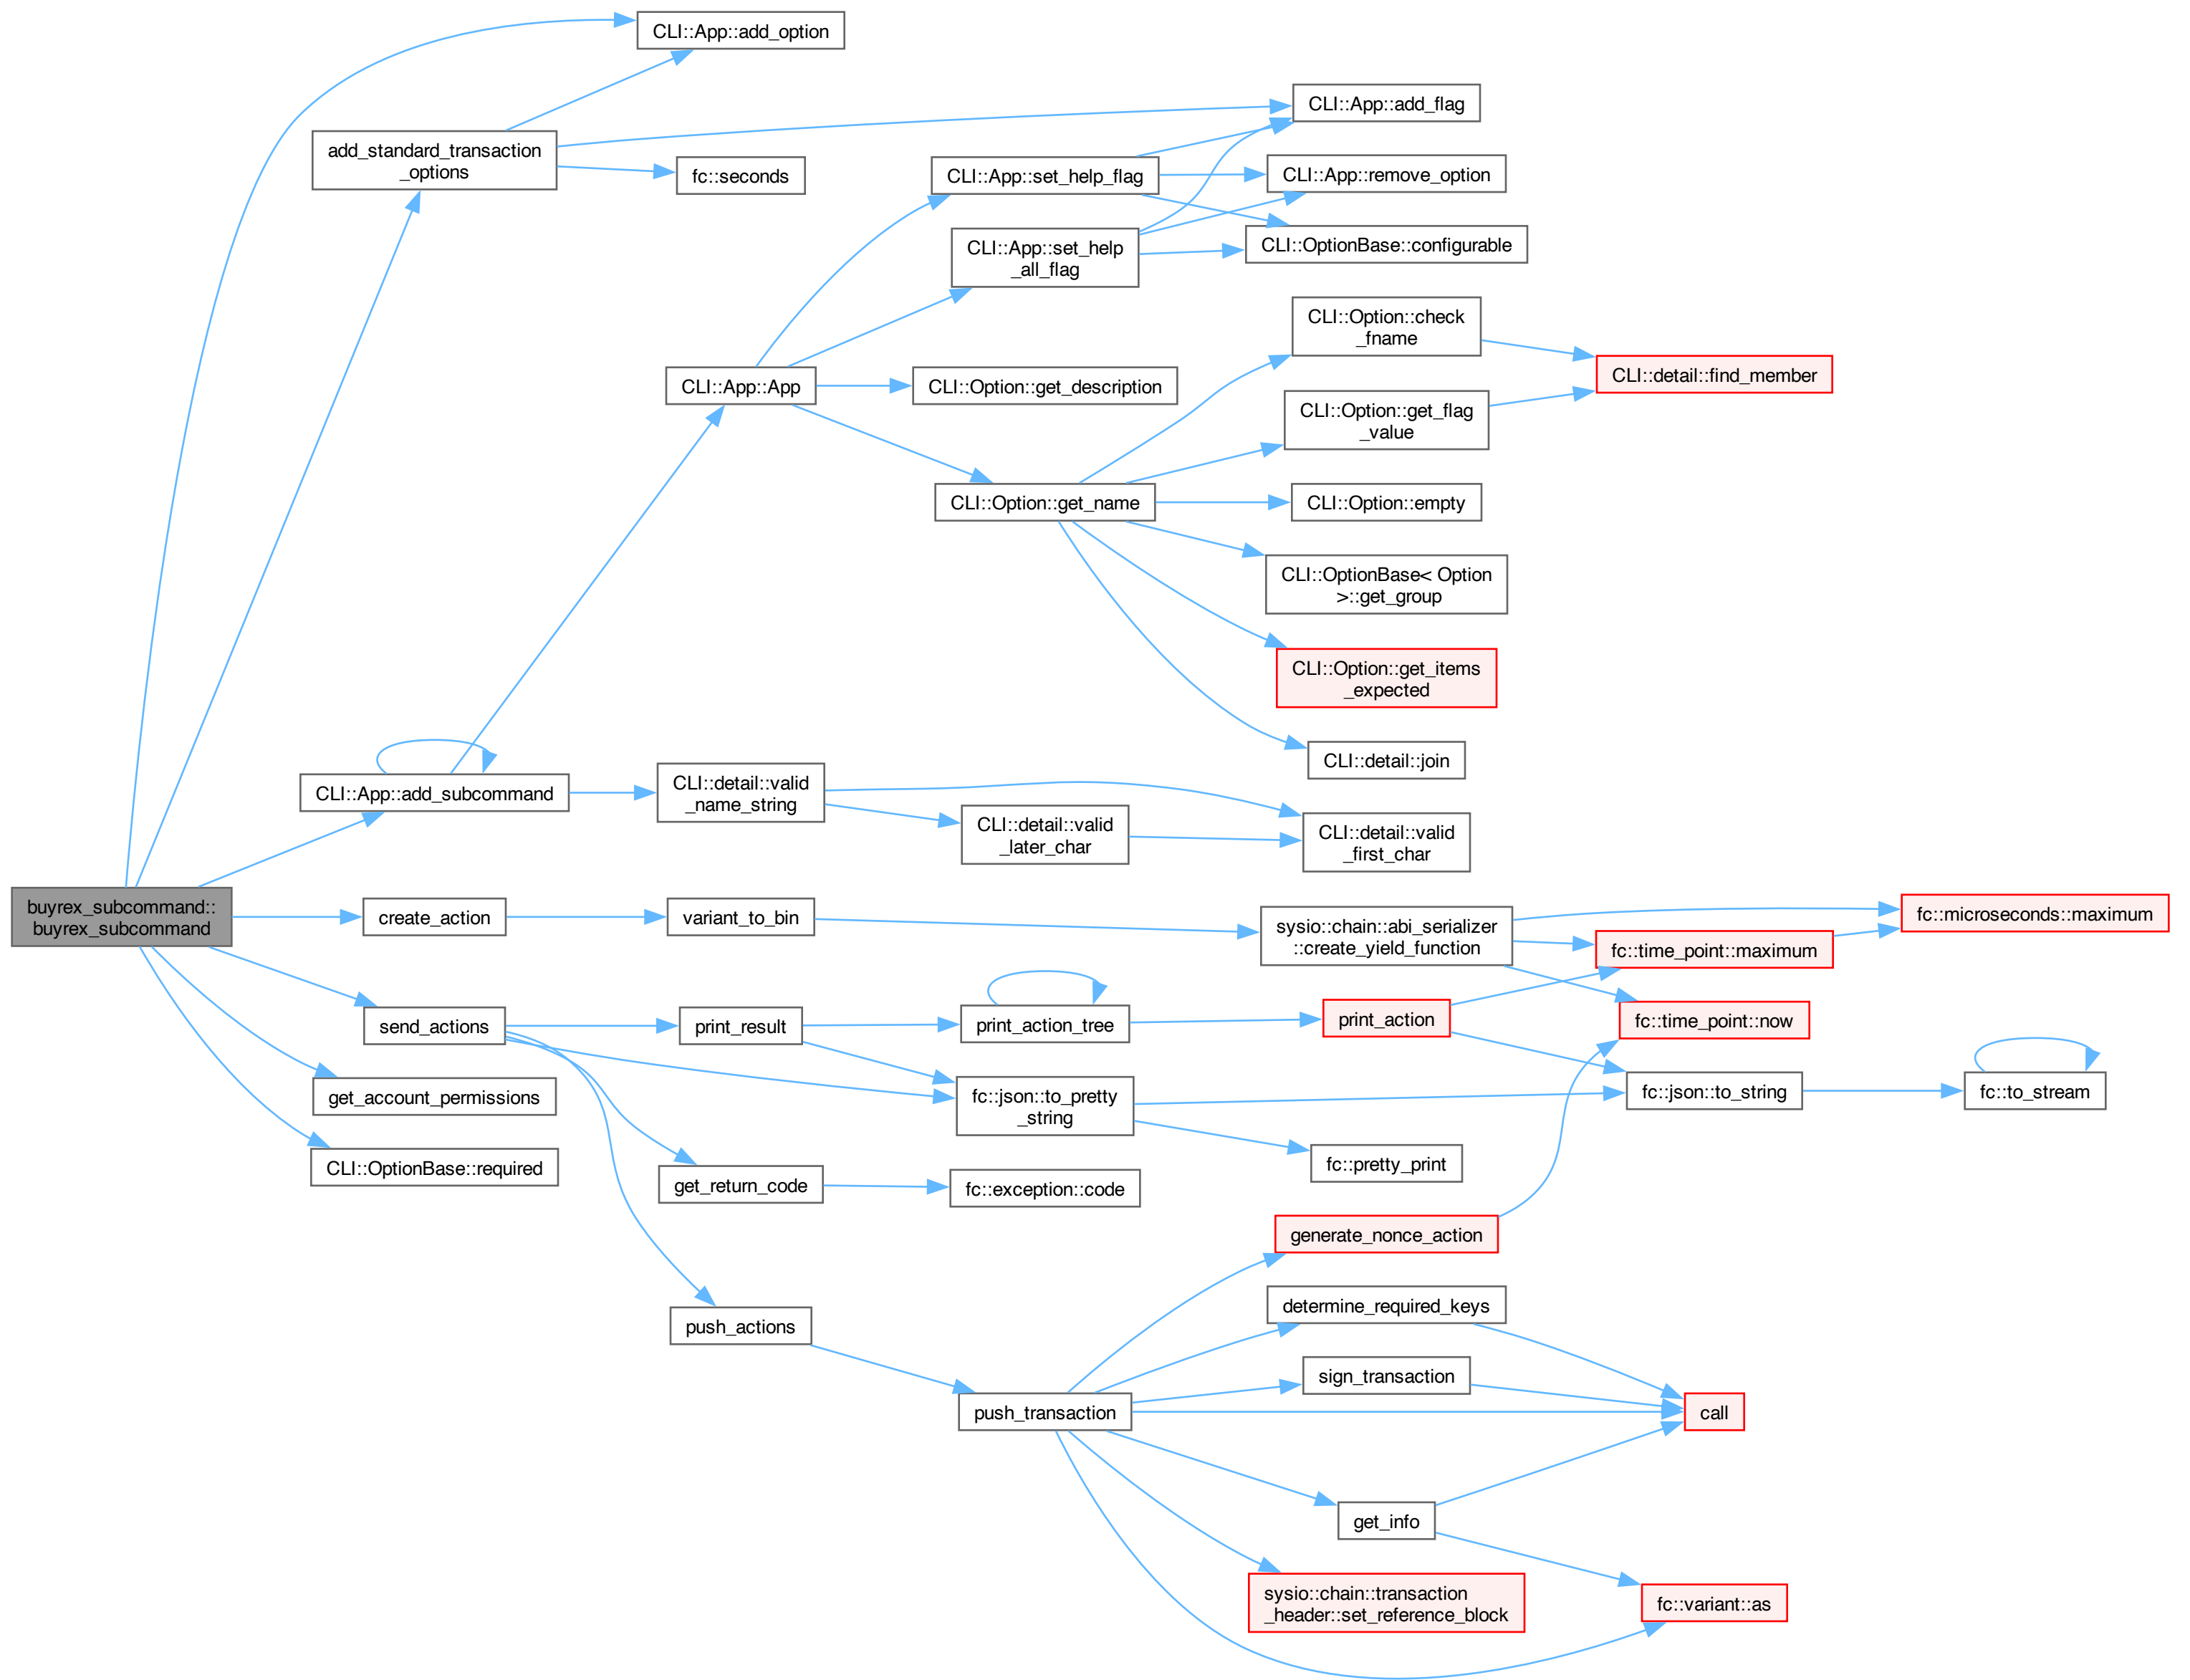 CLI::App::add_option
CLI::App::add_flag
add_standard_transaction
_options
fc::seconds
CLI::App::set_help_flag
CLI::App::remove_option
CLI::App::set_help
_all_flag
CLI::OptionBase::configurable
CLI::Option::check
_fname
CLI::App::App
CLI::Option::get_description
CLI::detail::find_member
CLI::Option::get_flag
_value
CLI::Option::get_name
CLI::Option::empty
CLI::OptionBase< Option
>::get_group
CLI::Option::get_items
_expected
CLI::detail::join
CLI::App::add_subcommand
CLI::detail::valid
_name_string
CLI::detail::valid
_later_char
CLI::detail::valid
_first_char
buyrex_subcommand::
buyrex_subcommand
create_action
variant_to_bin
sysio::chain::abi_serializer
::create_yield_function
fc::microseconds::maximum
fc::time_point::maximum
send_actions
print_result
print_action_tree
print_action
fc::time_point::now
get_account_permissions
fc::json::to_pretty
_string
fc::json::to_string
fc::to_stream
CLI::OptionBase::required
get_return_code
fc::exception::code
fc::pretty_print
generate_nonce_action
push_actions
determine_required_keys
sign_transaction
push_transaction
call
get_info
sysio::chain::transaction
_header::set_reference_block
fc::variant::as